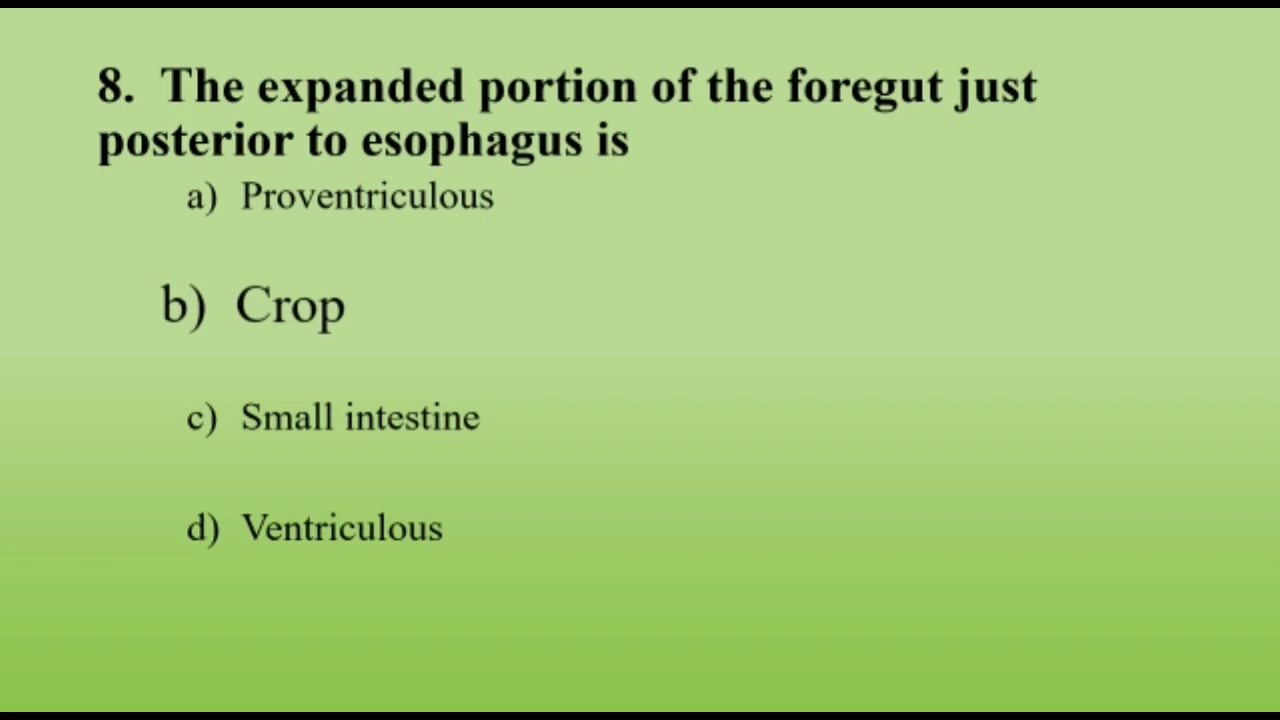 8. The expanded portion of the foregut just
posterior to esophagus is
a) Proventriculous
b) Crop
c) Small intestine
d) Ventriculous